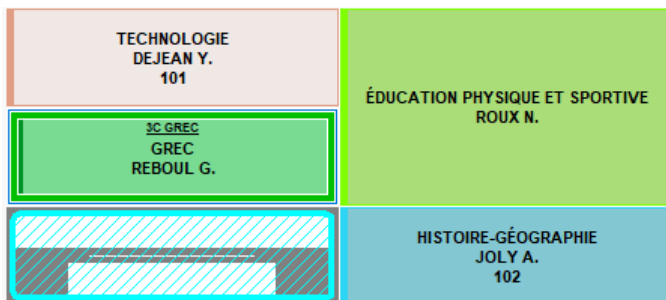 TECHNOLOGIE
DEJEAN Y.
101
3C GREC
GREC
REBOUL G.
ÉDUCATION PHYSIQUE ET SPORTIVE
ROUX N.
HISTOIRE-GÉOGRAPHIE
JOLY A.
102